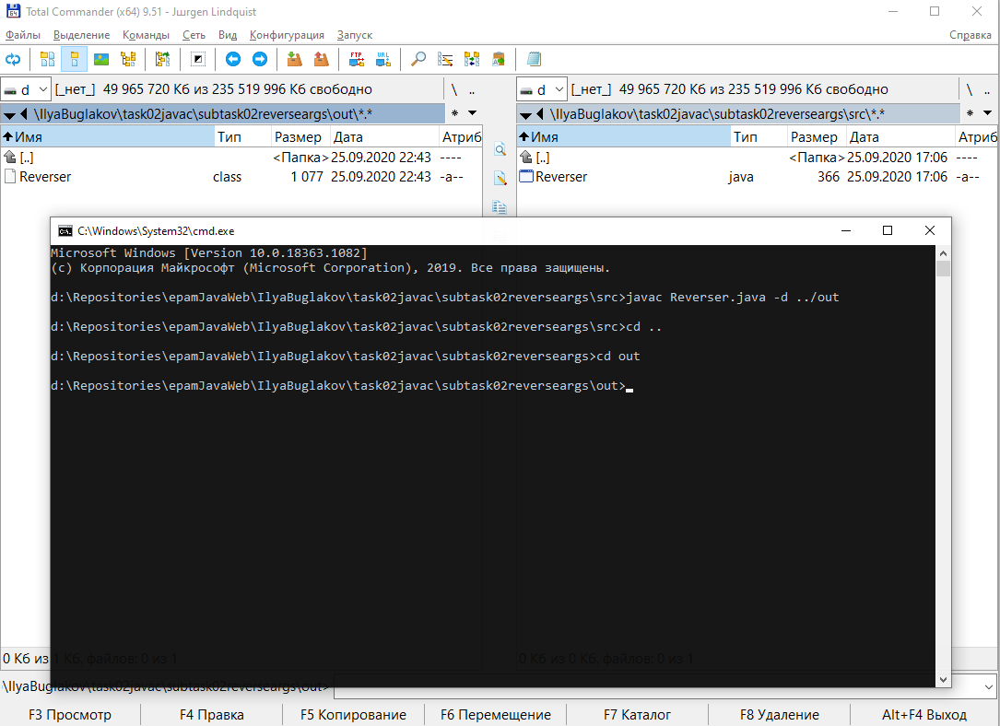 Total Commander (x64) 9.51 - Jшrgen Lindquist
Файлы Выделение Команды Сеть Вид Конфигурация Запуск Справка
FTP URL
d [_нет_] 49 965 720 Кб из 235 519 996 Кб свободно \ ..
d [_нет_] 49 965 720 Кб из 235 519 996 Кб свободно \ ..
\IlyaBuglakov\task02javac\subtask02reverseargs\out\*.* *
\IlyaBuglakov\task02javac\subtask02reverseargs\src\*.* *
Имя Тип Размер Дата Атриб
[..] <Папка> 25.09.2020 22:43 ----
Reverser class 1 077 25.09.2020 22:43 -a--
Имя Тип Размер Дата Атриб
[..] <Папка> 25.09.2020 17:06 ----
Reverser java 366 25.09.2020 17:06 -a--
C:\Windows\System32\cmd.exe
Microsoft Windows [Version 10.0.18363.1082]
(c) Корпорация Майкрософт (Microsoft Corporation), 2019. Все права защищены.
d:\Repositories\epamJavaWeb\IlyaBuglakov\task02javac\subtask02reverseargs\src>javac Reverser.java -d ../out
d:\Repositories\epamJavaWeb\IlyaBuglakov\task02javac\subtask02reverseargs\src>cd ..
d:\Repositories\epamJavaWeb\IlyaBuglakov\task02javac\subtask02reverseargs>cd out
d:\Repositories\epamJavaWeb\IlyaBuglakov\task02javac\subtask02reverseargs\out>
0 Кб из 1 Кб, файлов: 0 из 1
0 Кб из 0 Кб, файлов: 0 из 1
\IlyaBuglakov\task02javac\subtask02reverseargs\out>
F3 Просмотр F4 Правка F5 Копирование F6 Перемещение F7 Каталог F8 Удаление Alt+F4 Выход